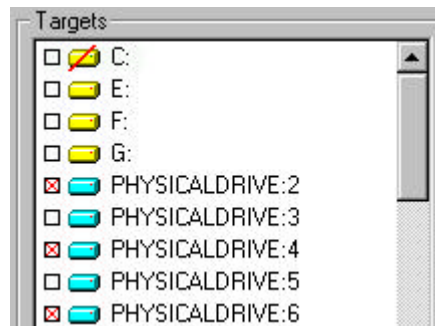 Targets
C:
E:
F:
G:
PHYSICALDRIVE:2
PHYSICALDRIVE:3
PHYSICALDRIVE:4
PHYSICALDRIVE:5
PHYSICALDRIVE:6